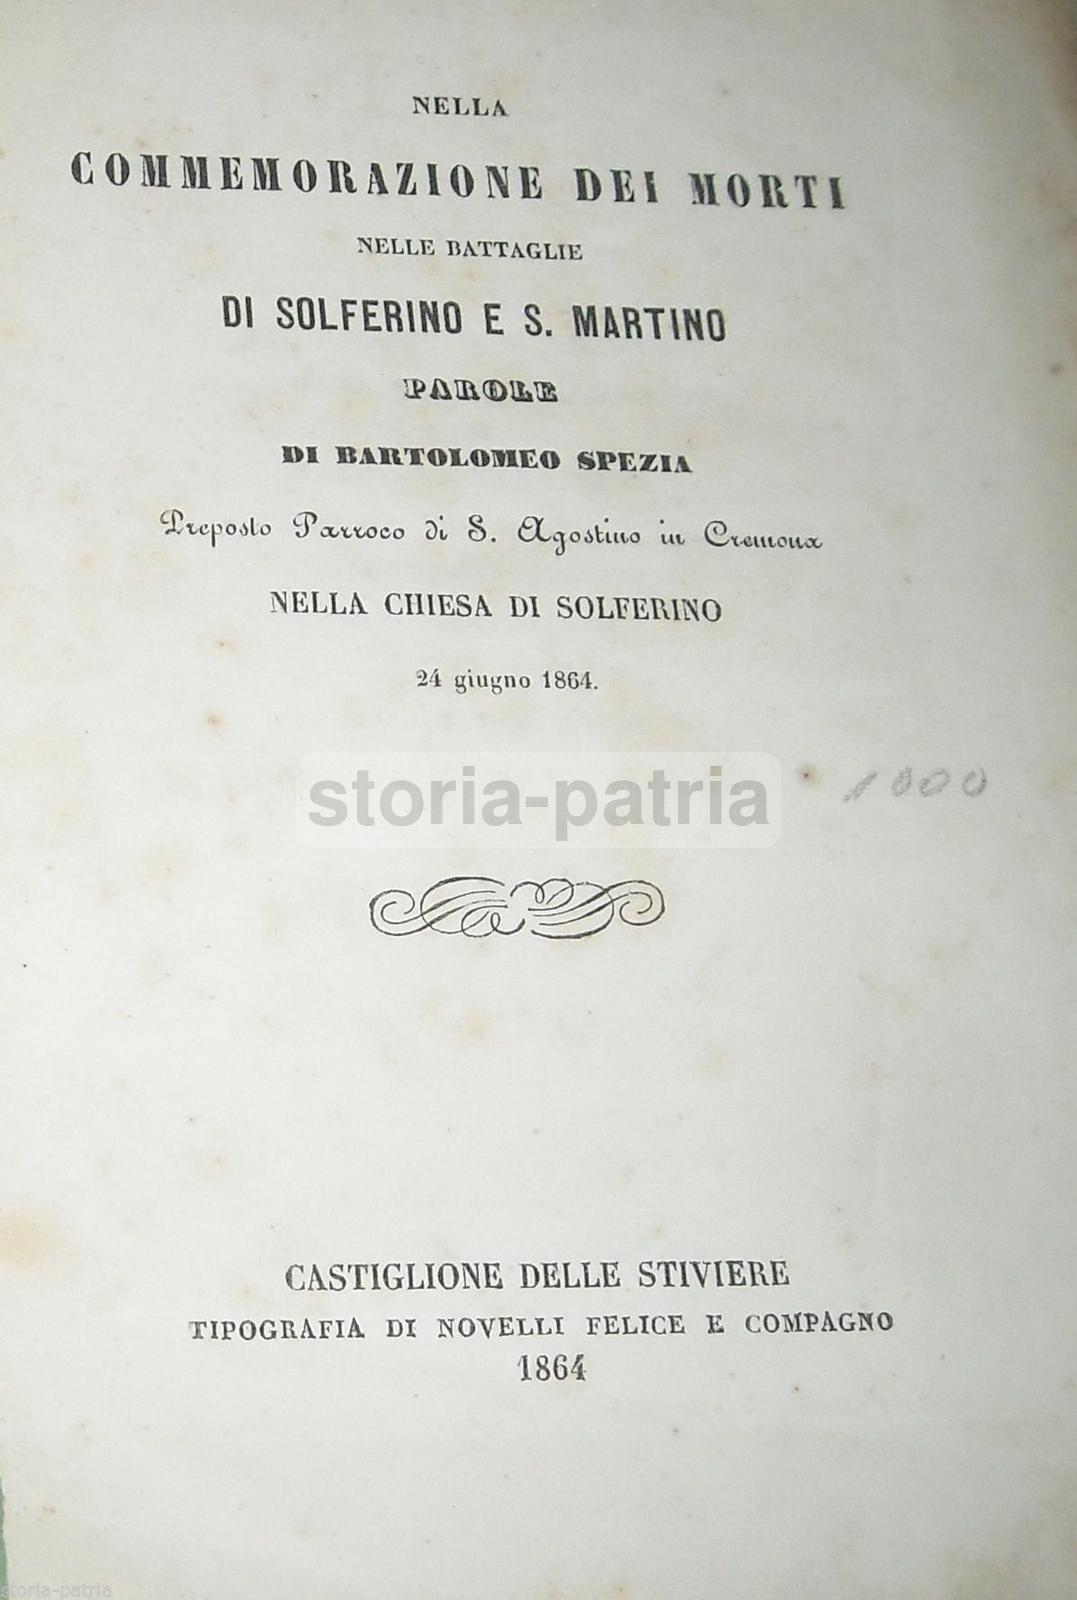 NELLA
COMMEMORAZIONE DEI MORTI
NELLE BATTAGLIE
DI SOLFERINO E S. MARTINO
PAROLE
DI BARTOLOMEO SPEZIA
Preposto Parroco di S. Agostino in Cremona
NELLA CHIESA DI SOLFERINO
24 giugno 1864.
storia-patria
1000
CASTIGLIONE DELLE STIVIERE
TIPOGRAFIA DI NOVELLI FELICE E COMPAGNO
1864
storia-patria